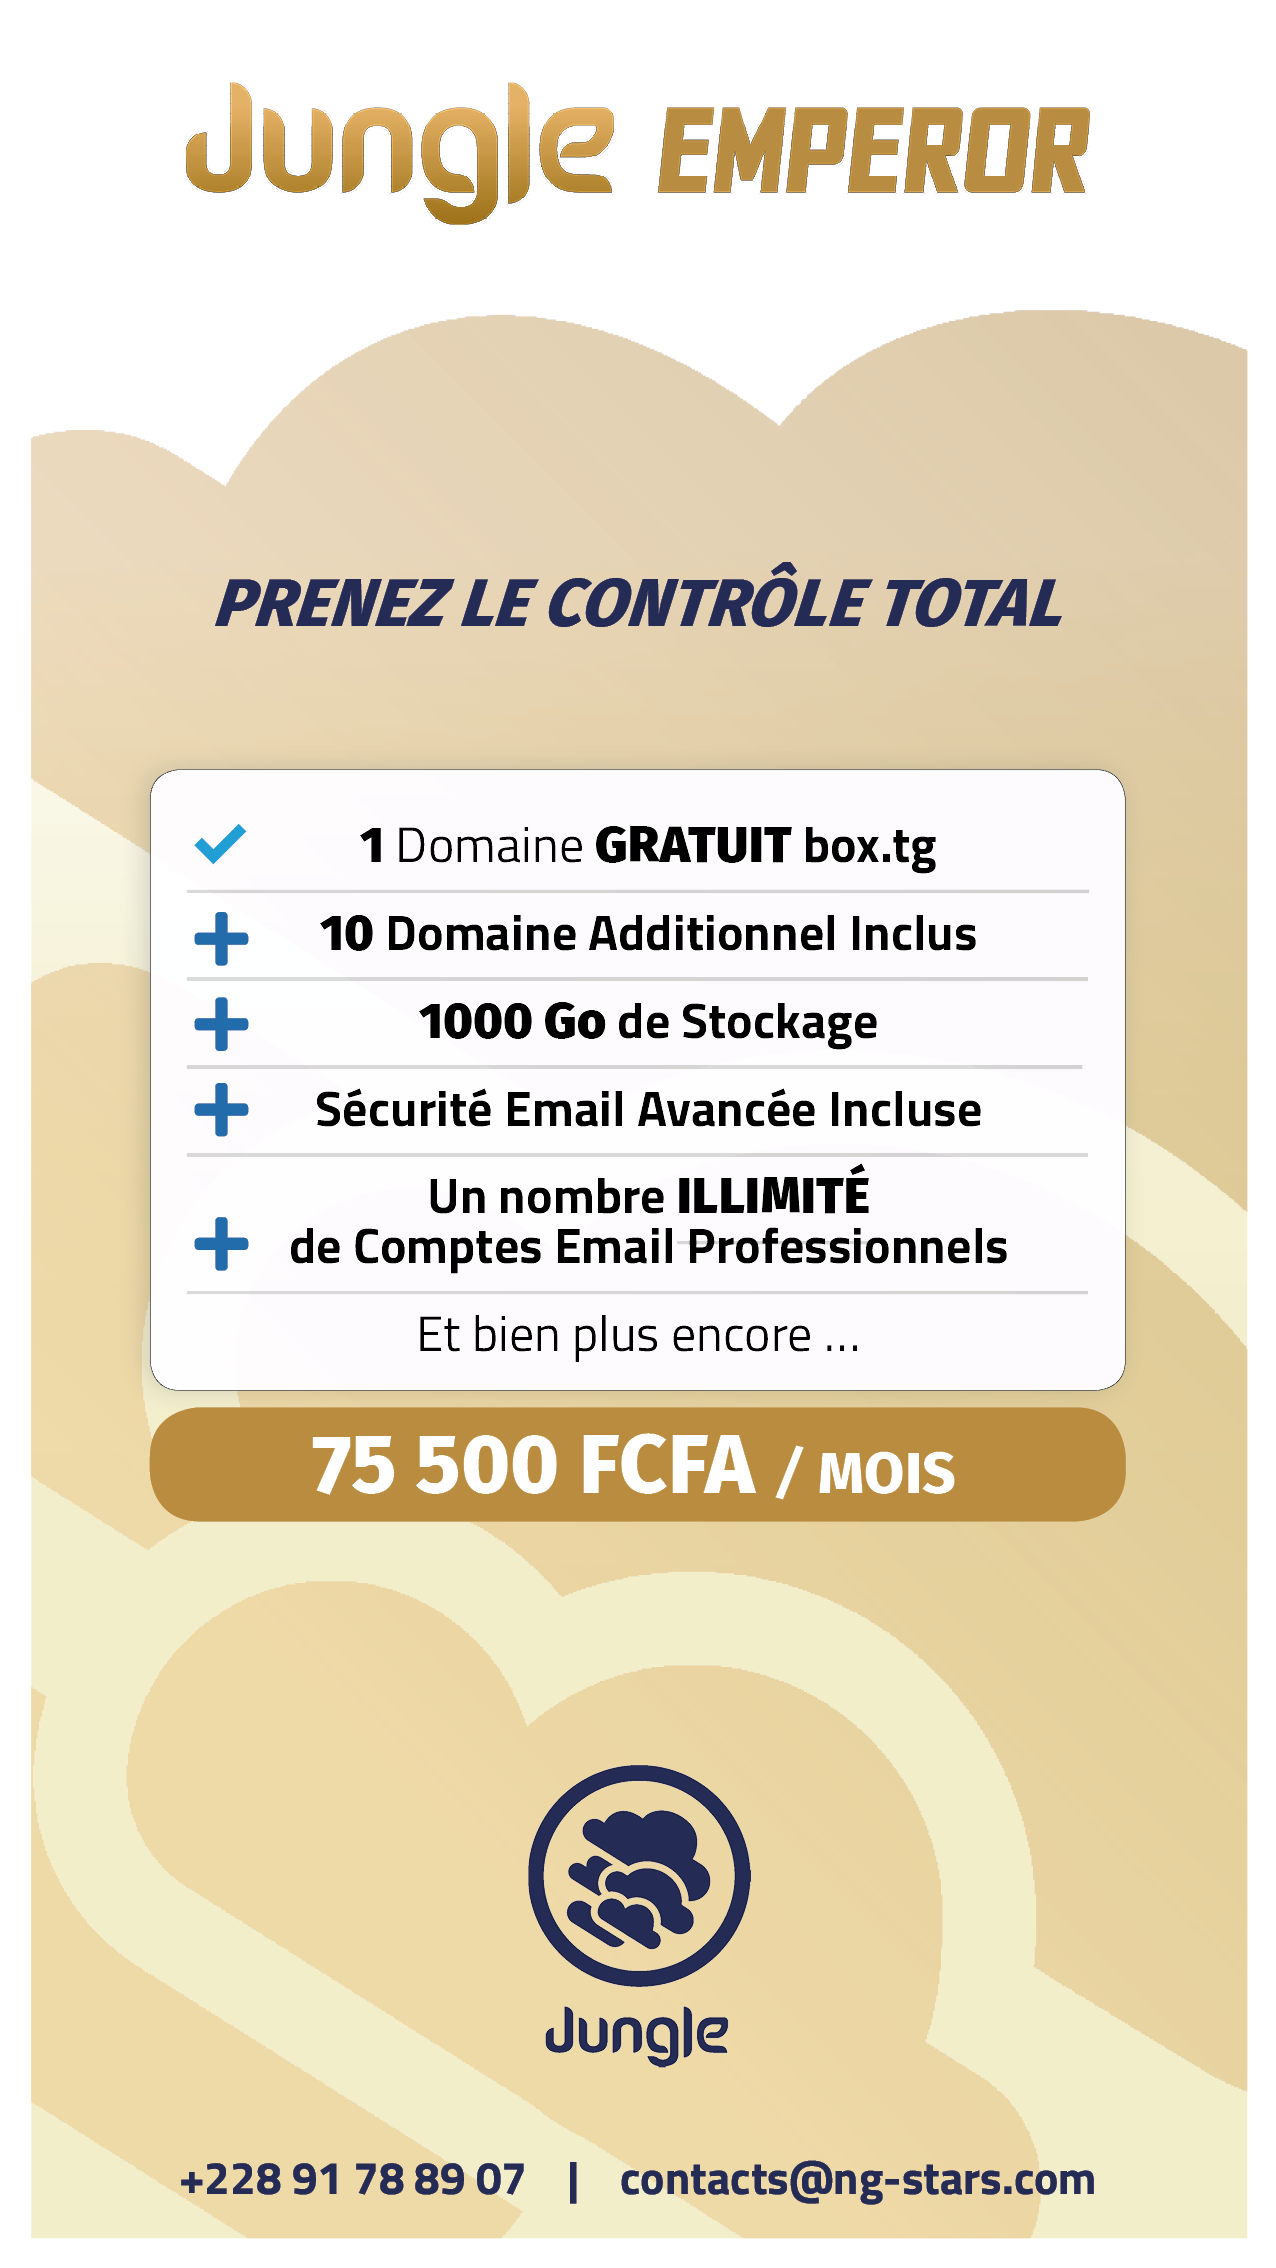 Jungle EMPEROR
PRENEZ LE CONTRÔLE TOTAL
1 Domaine GRATUIT box.tg
10 Domaine Additionnel Inclus
1000 Go de Stockage
Sécurité Email Avancée Incluse
Un nombre ILLIMITÉ
de Comptes Email Professionnels
Et bien plus encore ...
75 500 FCFA / MOIS
Jungle
+228 91 78 89 07 | contacts@ng-stars.com